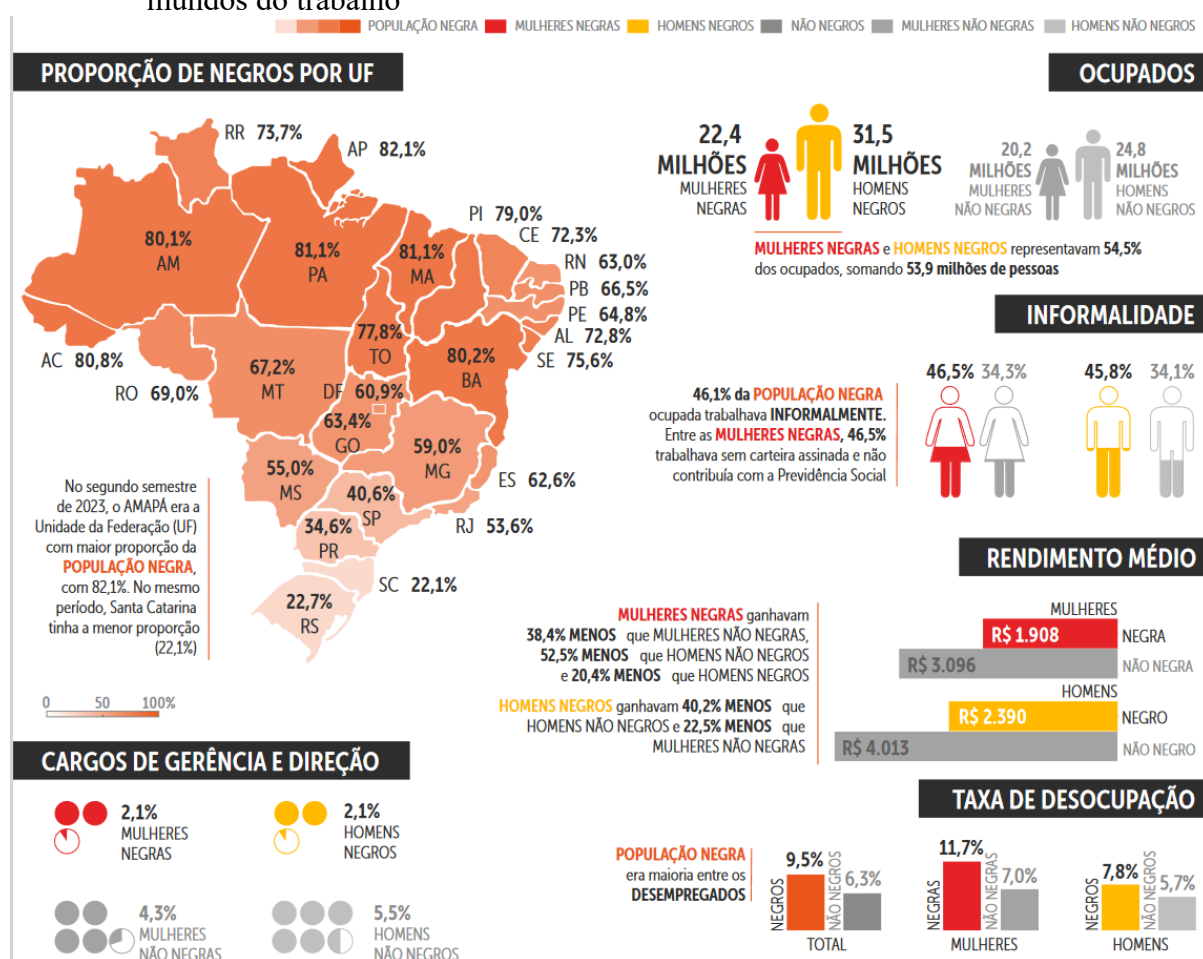 mundos do trabalho
POPULAÇÃO NEGRA MULHERES NEGRAS HOMENS NEGROS NÃO NEGROS MULHERES NÃO NEGRAS HOMENS NÃO NEGROS
PROPORÇÃO DE NEGROS POR UF
RR 73,7%
AP 82,1%
PI 79,0%
CE 72,3%
80,1%
AM
81,1%
PA
81,1%
MA
RN 63,0%
PB 66,5%
PE 64,8%
AL 72,8%
SE 75,6%
77,8%
TO
80,2%
BA
AC 80,8%
RO 69,0%
67,2%
MT
DF 60,9%
63,4%
GO
59,0%
MG
55,0%
MS
ES 62,6%
40,6%
SP
RJ 53,6%
34,6%
PR
SC 22,1%
22,7%
RS
No segundo semestre
de 2023, o AMAPÁ era a
Unidade da Federação (UF)
com maior proporção da
POPULAÇÃO NEGRA,
com 82,1%. No mesmo
período, Santa Catarina
tinha a menor proporção
(22,1%)
0 50 100%
CARGOS DE GERÊNCIA E DIREÇÃO
2,1%
MULHERES
NEGRAS
2,1%
HOMENS
NEGROS
4,3%
MULHERES
NÃO NEGRAS
5,5%
HOMENS
NÃO NEGROS
OCUPADOS
22,4
MILHÕES
MULHERES
NEGRAS
31,5
MILHÕES
HOMENS
NEGROS
20,2
MILHÕES
MULHERES
NÃO NEGRAS
24,8
MILHÕES
HOMENS
NÃO NEGROS
MULHERES NEGRAS e HOMENS NEGROS representavam 54,5%
dos ocupados, somando 53,9 milhões de pessoas
INFORMALIDADE
46,5% 34,3% 45,8% 34,1%
46,1% da POPULAÇÃO NEGRA
ocupada trabalhava INFORMALMENTE.
Entre as MULHERES NEGRAS, 46,5%
trabalhava sem carteira assinada e não
contribuía com a Previdência Social
RENDIMENTO MÉDIO
MULHERES NEGRAS ganhavam
38,4% MENOS que MULHERES NÃO NEGRAS,
52,5% MENOS que HOMENS NÃO NEGROS
e 20,4% MENOS que HOMENS NEGROS
HOMENS NEGROS ganhavam 40,2% MENOS que
HOMENS NÃO NEGROS e 22,5% MENOS que
MULHERES NÃO NEGRAS
MULHERES
R$ 1.908 NEGRA
R$ 3.096 NÃO NEGRA
HOMENS
R$ 2.390 NEGRO
R$ 4.013 NÃO NEGRO
TAXA DE DESOCUPAÇÃO
POPULAÇÃO NEGRA
era maioria entre os
DESEMPREGADOS
NEGROS
9,5%
NÃO NEGROS
6,3%
TOTAL
NEGRAS
11,7%
NÃO NEGRAS
7,0%
MULHERES
NEGROS
7,8%
NÃO NEGROS
5,7%
HOMENS